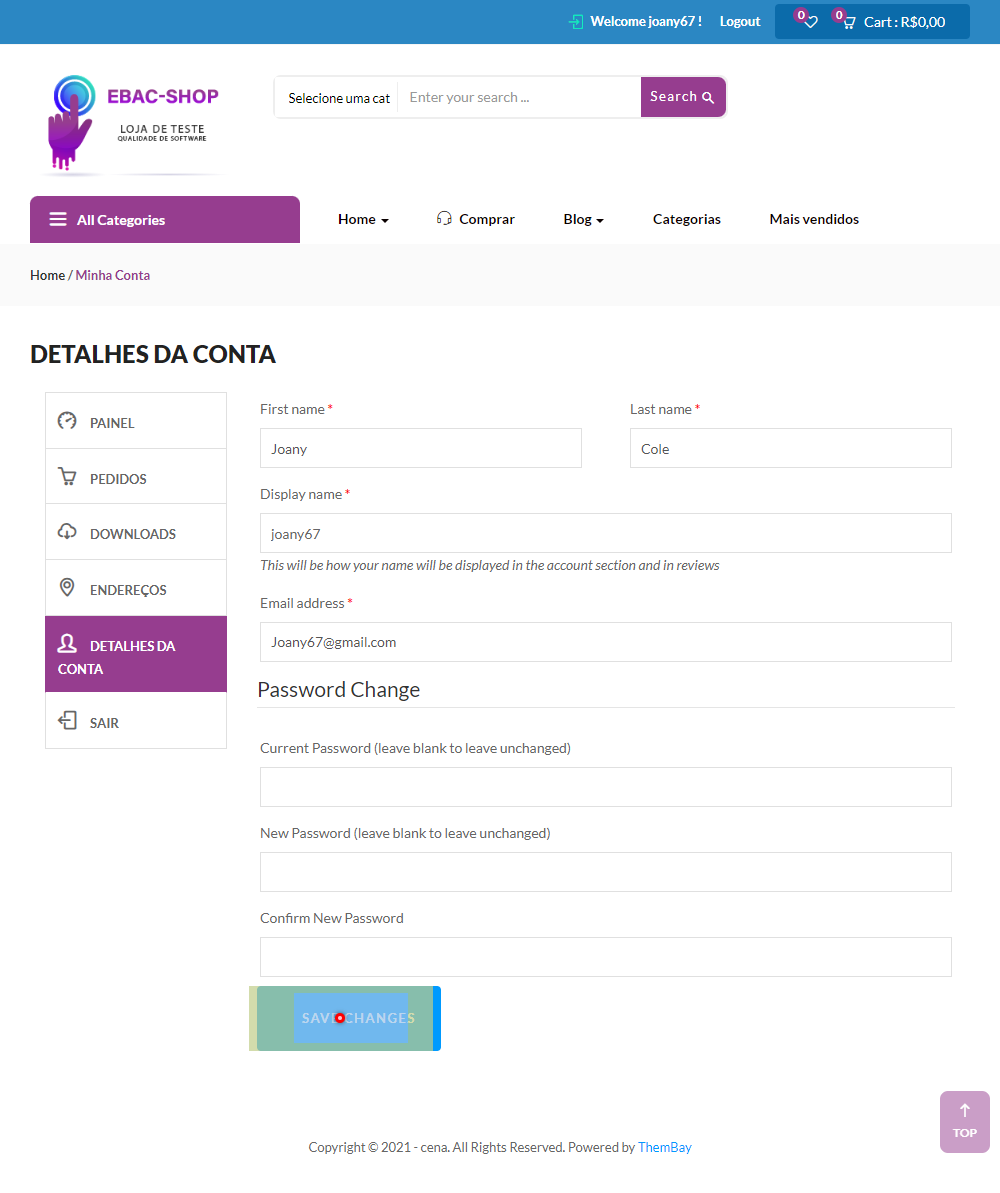 Welcome joany67 ! Logout 0 0 Cart : R$0,00
EBAC-SHOP
LOJA DE TESTE
QUALIDADE DE SOFTWARE
Selecione uma cat Enter your search ... Search
All Categories Home Comprar Blog Categorias Mais vendidos
Home / Minha Conta
DETALHES DA CONTA
PAINEL
PEDIDOS
DOWNLOADS
ENDEREÇOS
DETALHES DA
CONTA
SAIR
First name * Last name *
Joany Cole
Display name *
joany67
This will be how your name will be displayed in the account section and in reviews
Email address *
Joany67@gmail.com
Password Change
Current Password (leave blank to leave unchanged)
New Password (leave blank to leave unchanged)
Confirm New Password
SAVE CHANGES
TOP
Copyright © 2021 - cena. All Rights Reserved. Powered by ThemBay